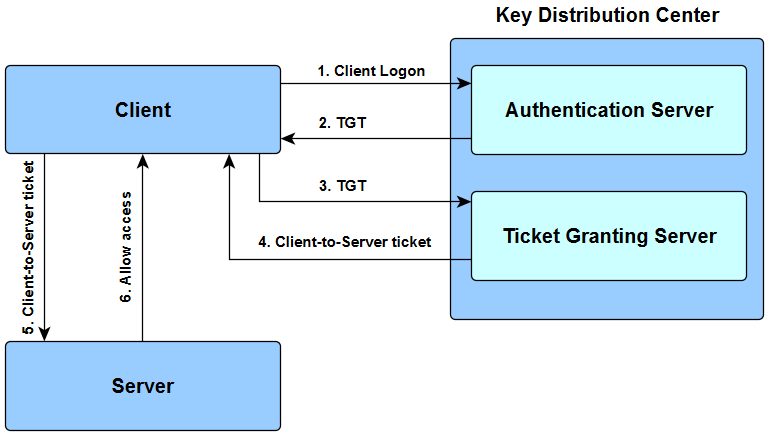 Key Distribution Center
1. Client Logon
Client
Authentication Server
2. TGT
3. TGT
Ticket Granting Server
4. Client-to-Server ticket
5. Client-to-Server ticket
6. Allow access
Server